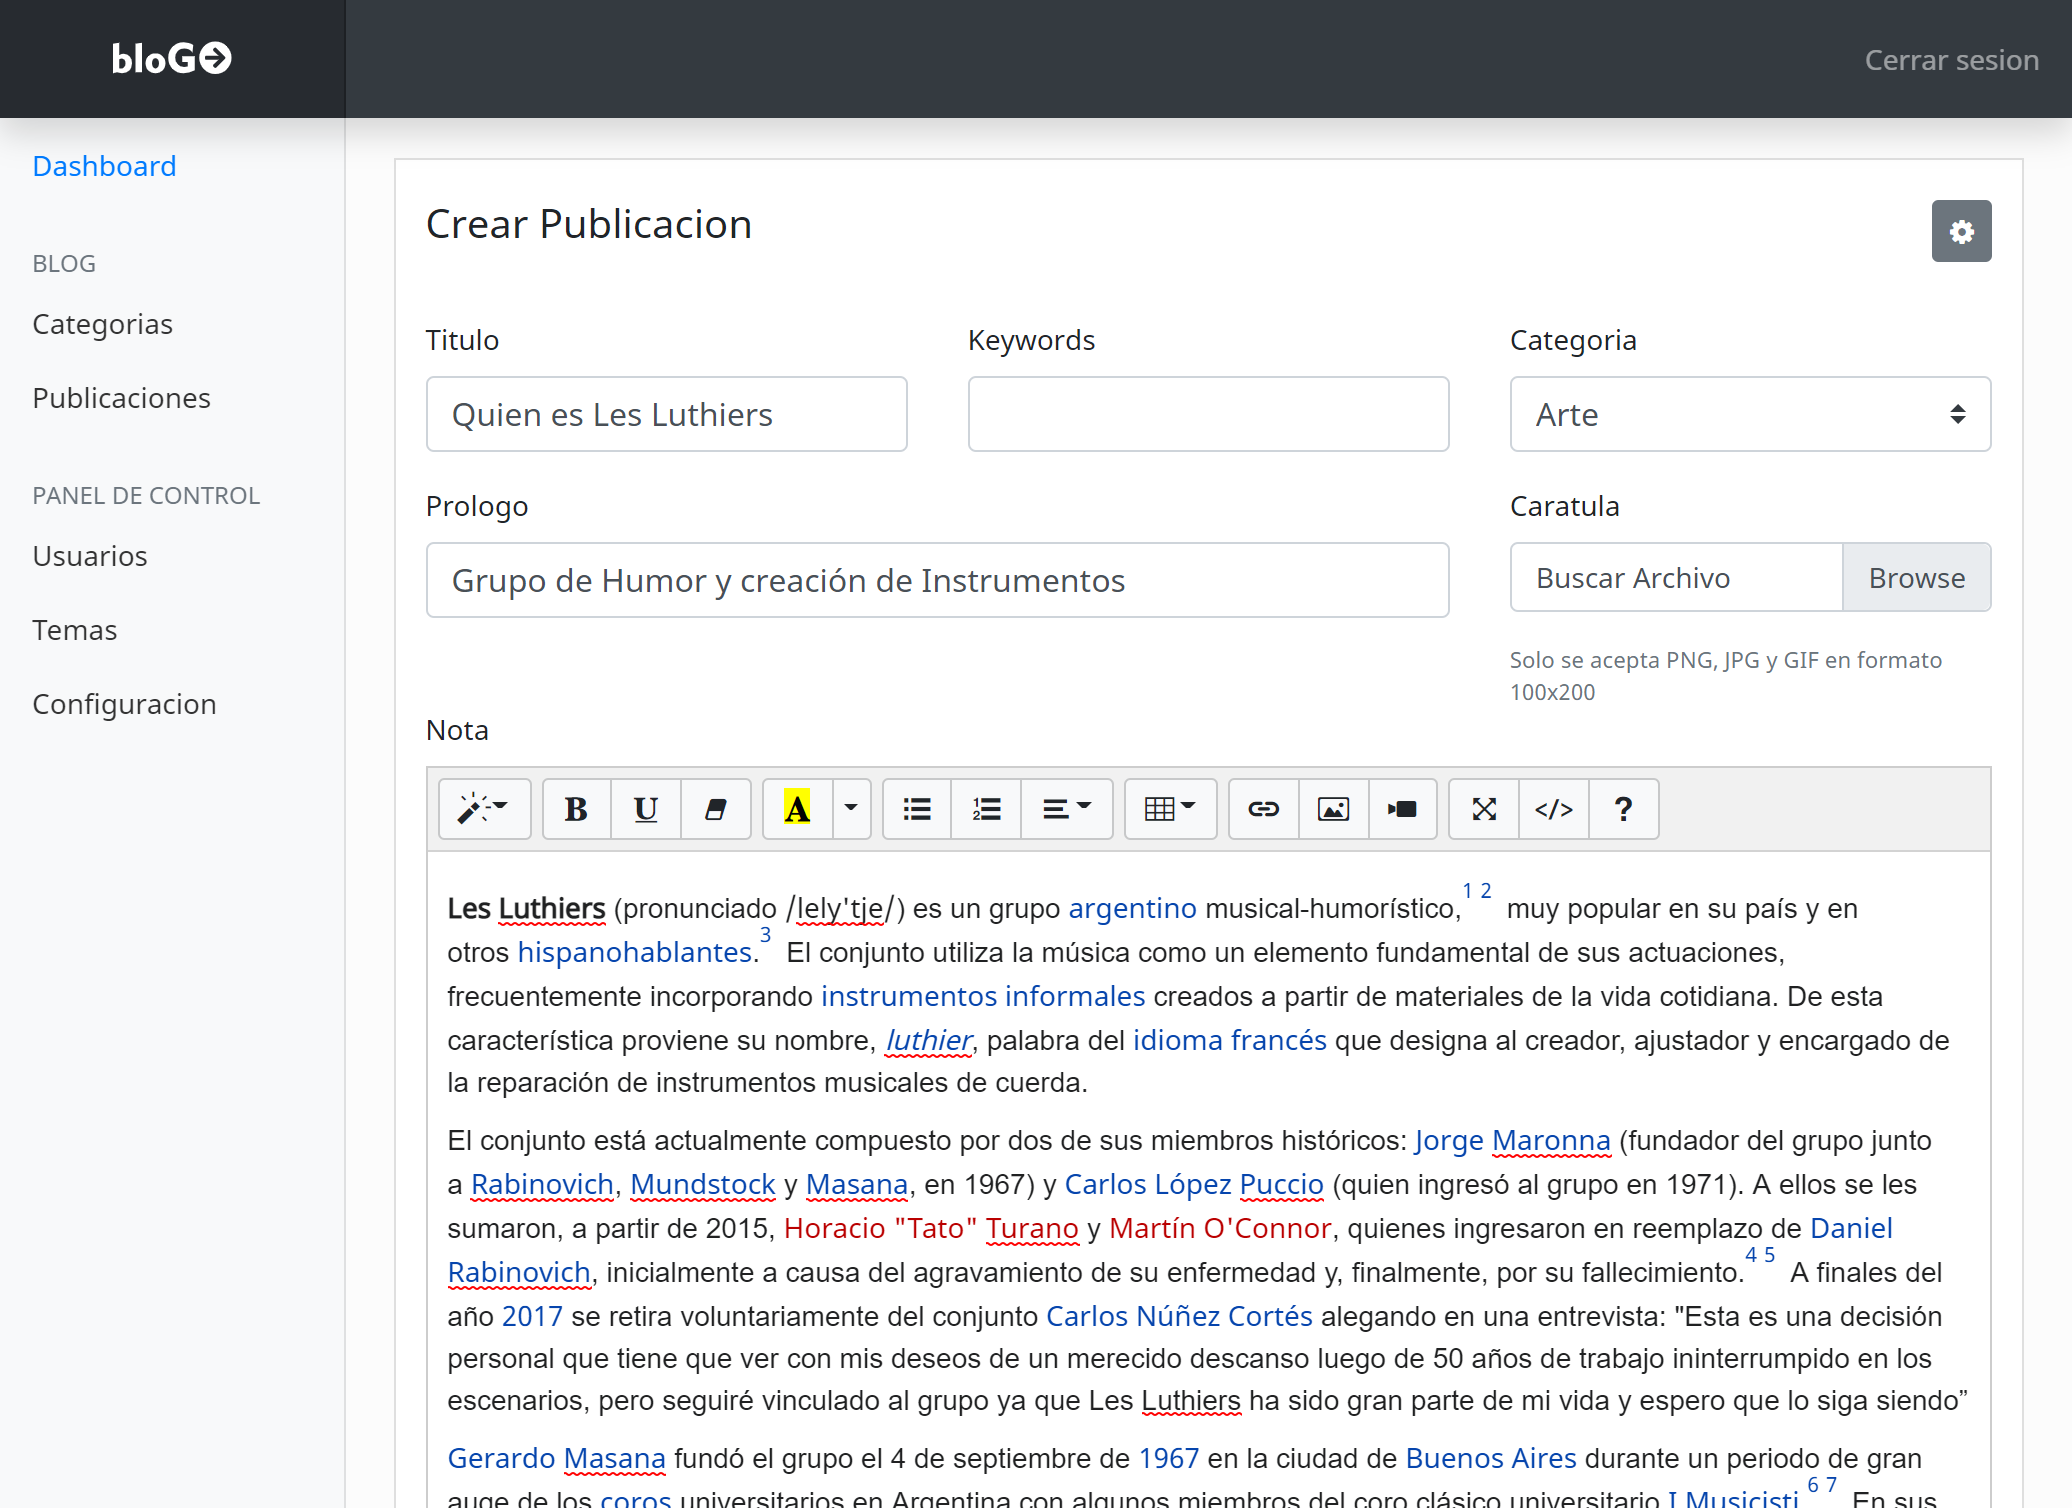 bloG
Cerrar sesion
Dashboard
BLOG
Categorias
Publicaciones
PANEL DE CONTROL
Usuarios
Temas
Configuracion
Crear Publicacion
Titulo
Keywords
Categoria
Quien es Les Luthiers
Arte
Prologo
Caratula
Grupo de Humor y creación de Instrumentos
Buscar Archivo Browse
Solo se acepta PNG, JPG y GIF en formato
100x200
Nota
B U A </> ?
Les Luthiers (pronunciado /lely'tje/) es un grupo argentino musical-humorístico,1 2 muy popular en su país y en
otros hispanohablantes.3 El conjunto utiliza la música como un elemento fundamental de sus actuaciones,
frecuentemente incorporando instrumentos informales creados a partir de materiales de la vida cotidiana. De esta
característica proviene su nombre, luthier, palabra del idioma francés que designa al creador, ajustador y encargado de
la reparación de instrumentos musicales de cuerda.
El conjunto está actualmente compuesto por dos de sus miembros históricos: Jorge Maronna (fundador del grupo junto
a Rabinovich, Mundstock y Masana, en 1967) y Carlos López Puccio (quien ingresó al grupo en 1971). A ellos se les
sumaron, a partir de 2015, Horacio "Tato" Turano y Martín O'Connor, quienes ingresaron en reemplazo de Daniel
Rabinovich, inicialmente a causa del agravamiento de su enfermedad y, finalmente, por su fallecimiento.4 5 A finales del
año 2017 se retira voluntariamente del conjunto Carlos Núñez Cortés alegando en una entrevista: "Esta es una decisión
personal que tiene que ver con mis deseos de un merecido descanso luego de 50 años de trabajo ininterrumpido en los
escenarios, pero seguiré vinculado al grupo ya que Les Luthiers ha sido gran parte de mi vida y espero que lo siga siendo”
Gerardo Masana fundó el grupo el 4 de septiembre de 1967 en la ciudad de Buenos Aires durante un periodo de gran
auge de los coros universitarios en Argentina con algunos miembros del coro clásico universitario I Musicisti.6 7 En sus